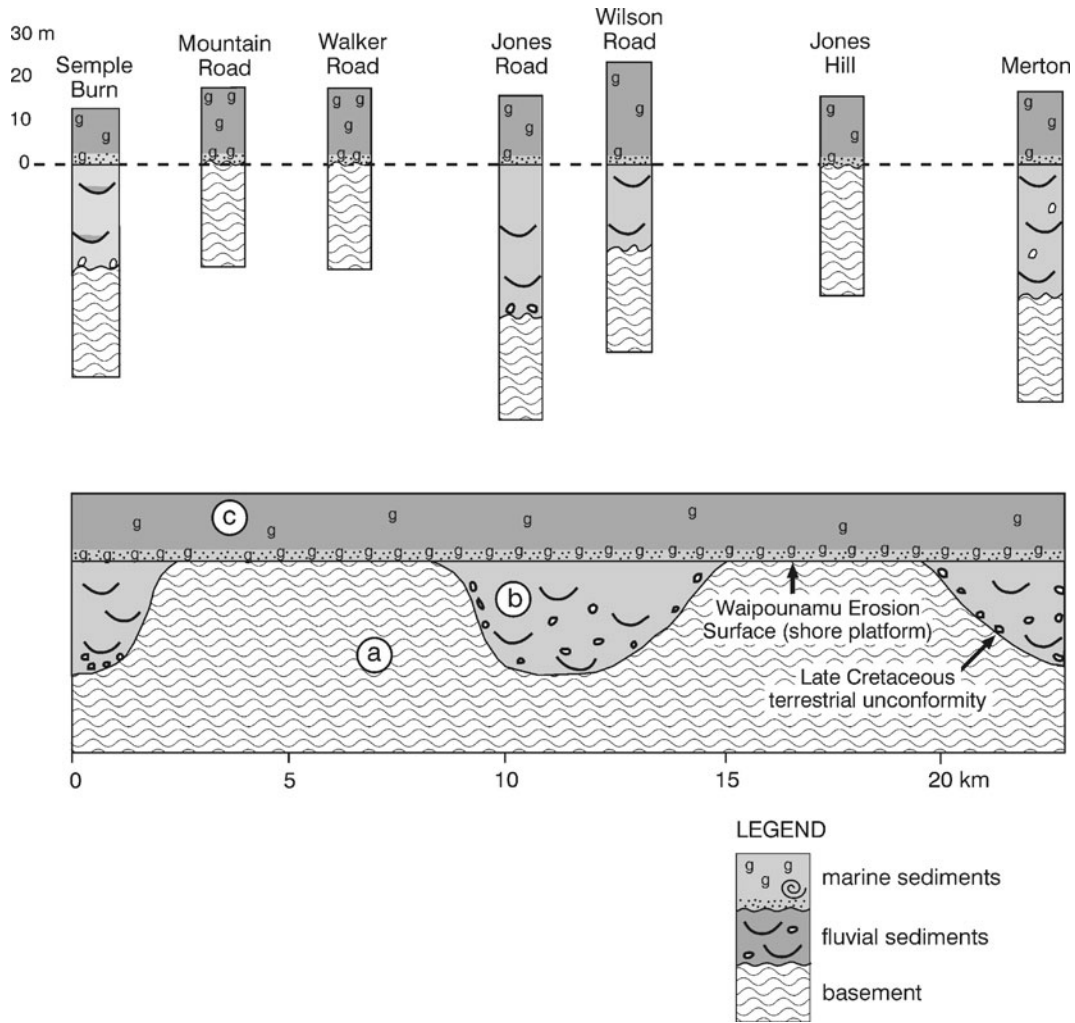 30 m
20
10
0
Semple
Burn
Mountain
Road
Walker
Road
Jones
Road
Wilson
Road
Jones
Hill
Merton
g
g
g
g g
g
g g
g g
g
g g
g
g
g
g
g
g
g
g
g
g
g
g
g
c
g
g
g
g
g
g
g g g g g g g g g g g g g g g g g g g g g g g
b
a
Waipounamu Erosion
Surface (shore platform)
Late Cretaceous
terrestrial unconformity
0 5 10 15 20 km
LEGEND
g g g
g
marine sediments
fluvial sediments
basement